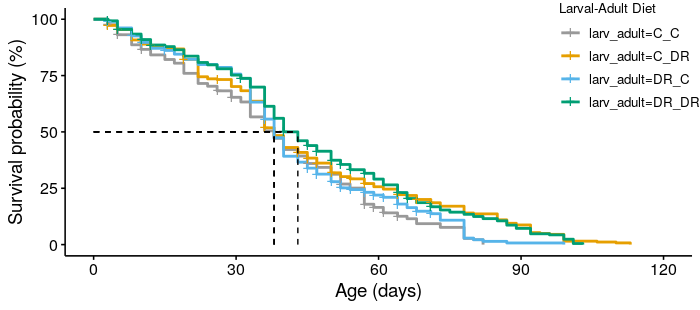 Larval-Adult Diet
larv_adult=C_C
larv_adult=C_DR
larv_adult=DR_C
larv_adult=DR_DR
Survival probability (%)
100
75
50
25
0
0 30 60 90 120
Age (days)